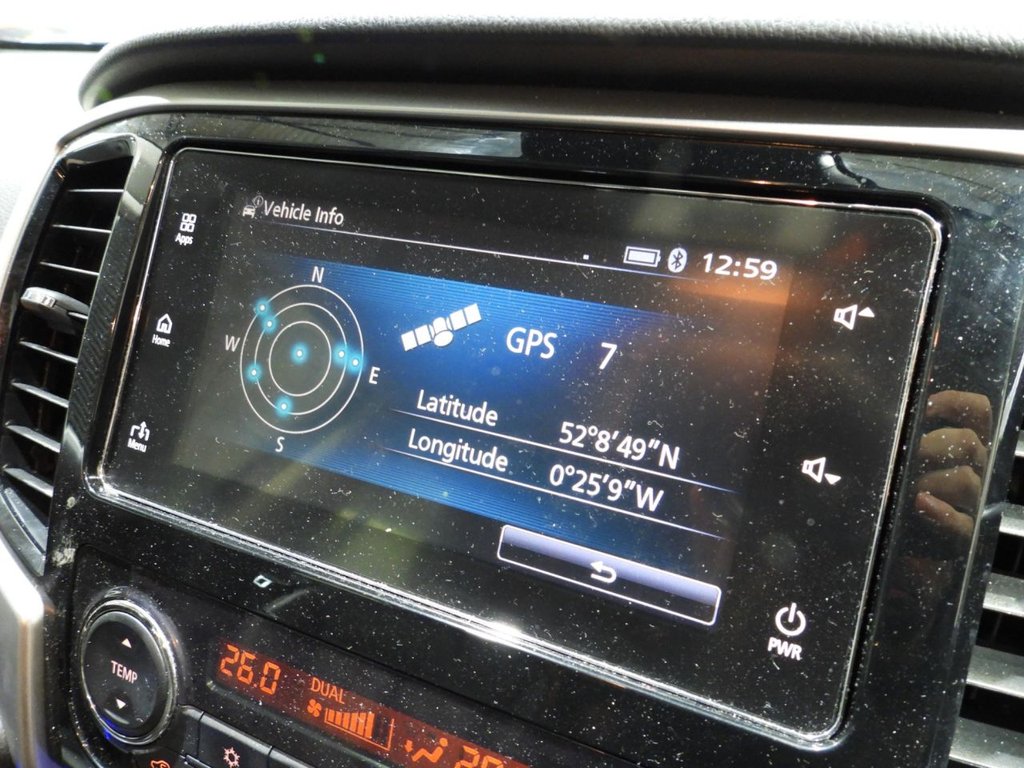 Vehicle Info
12:59
Apps
Home
Menu
N
W
E
S
GPS 7
Latitude 52°8'49"N
Longitude 0°25'9"W
PWR
TEMP
26.0
DUAL